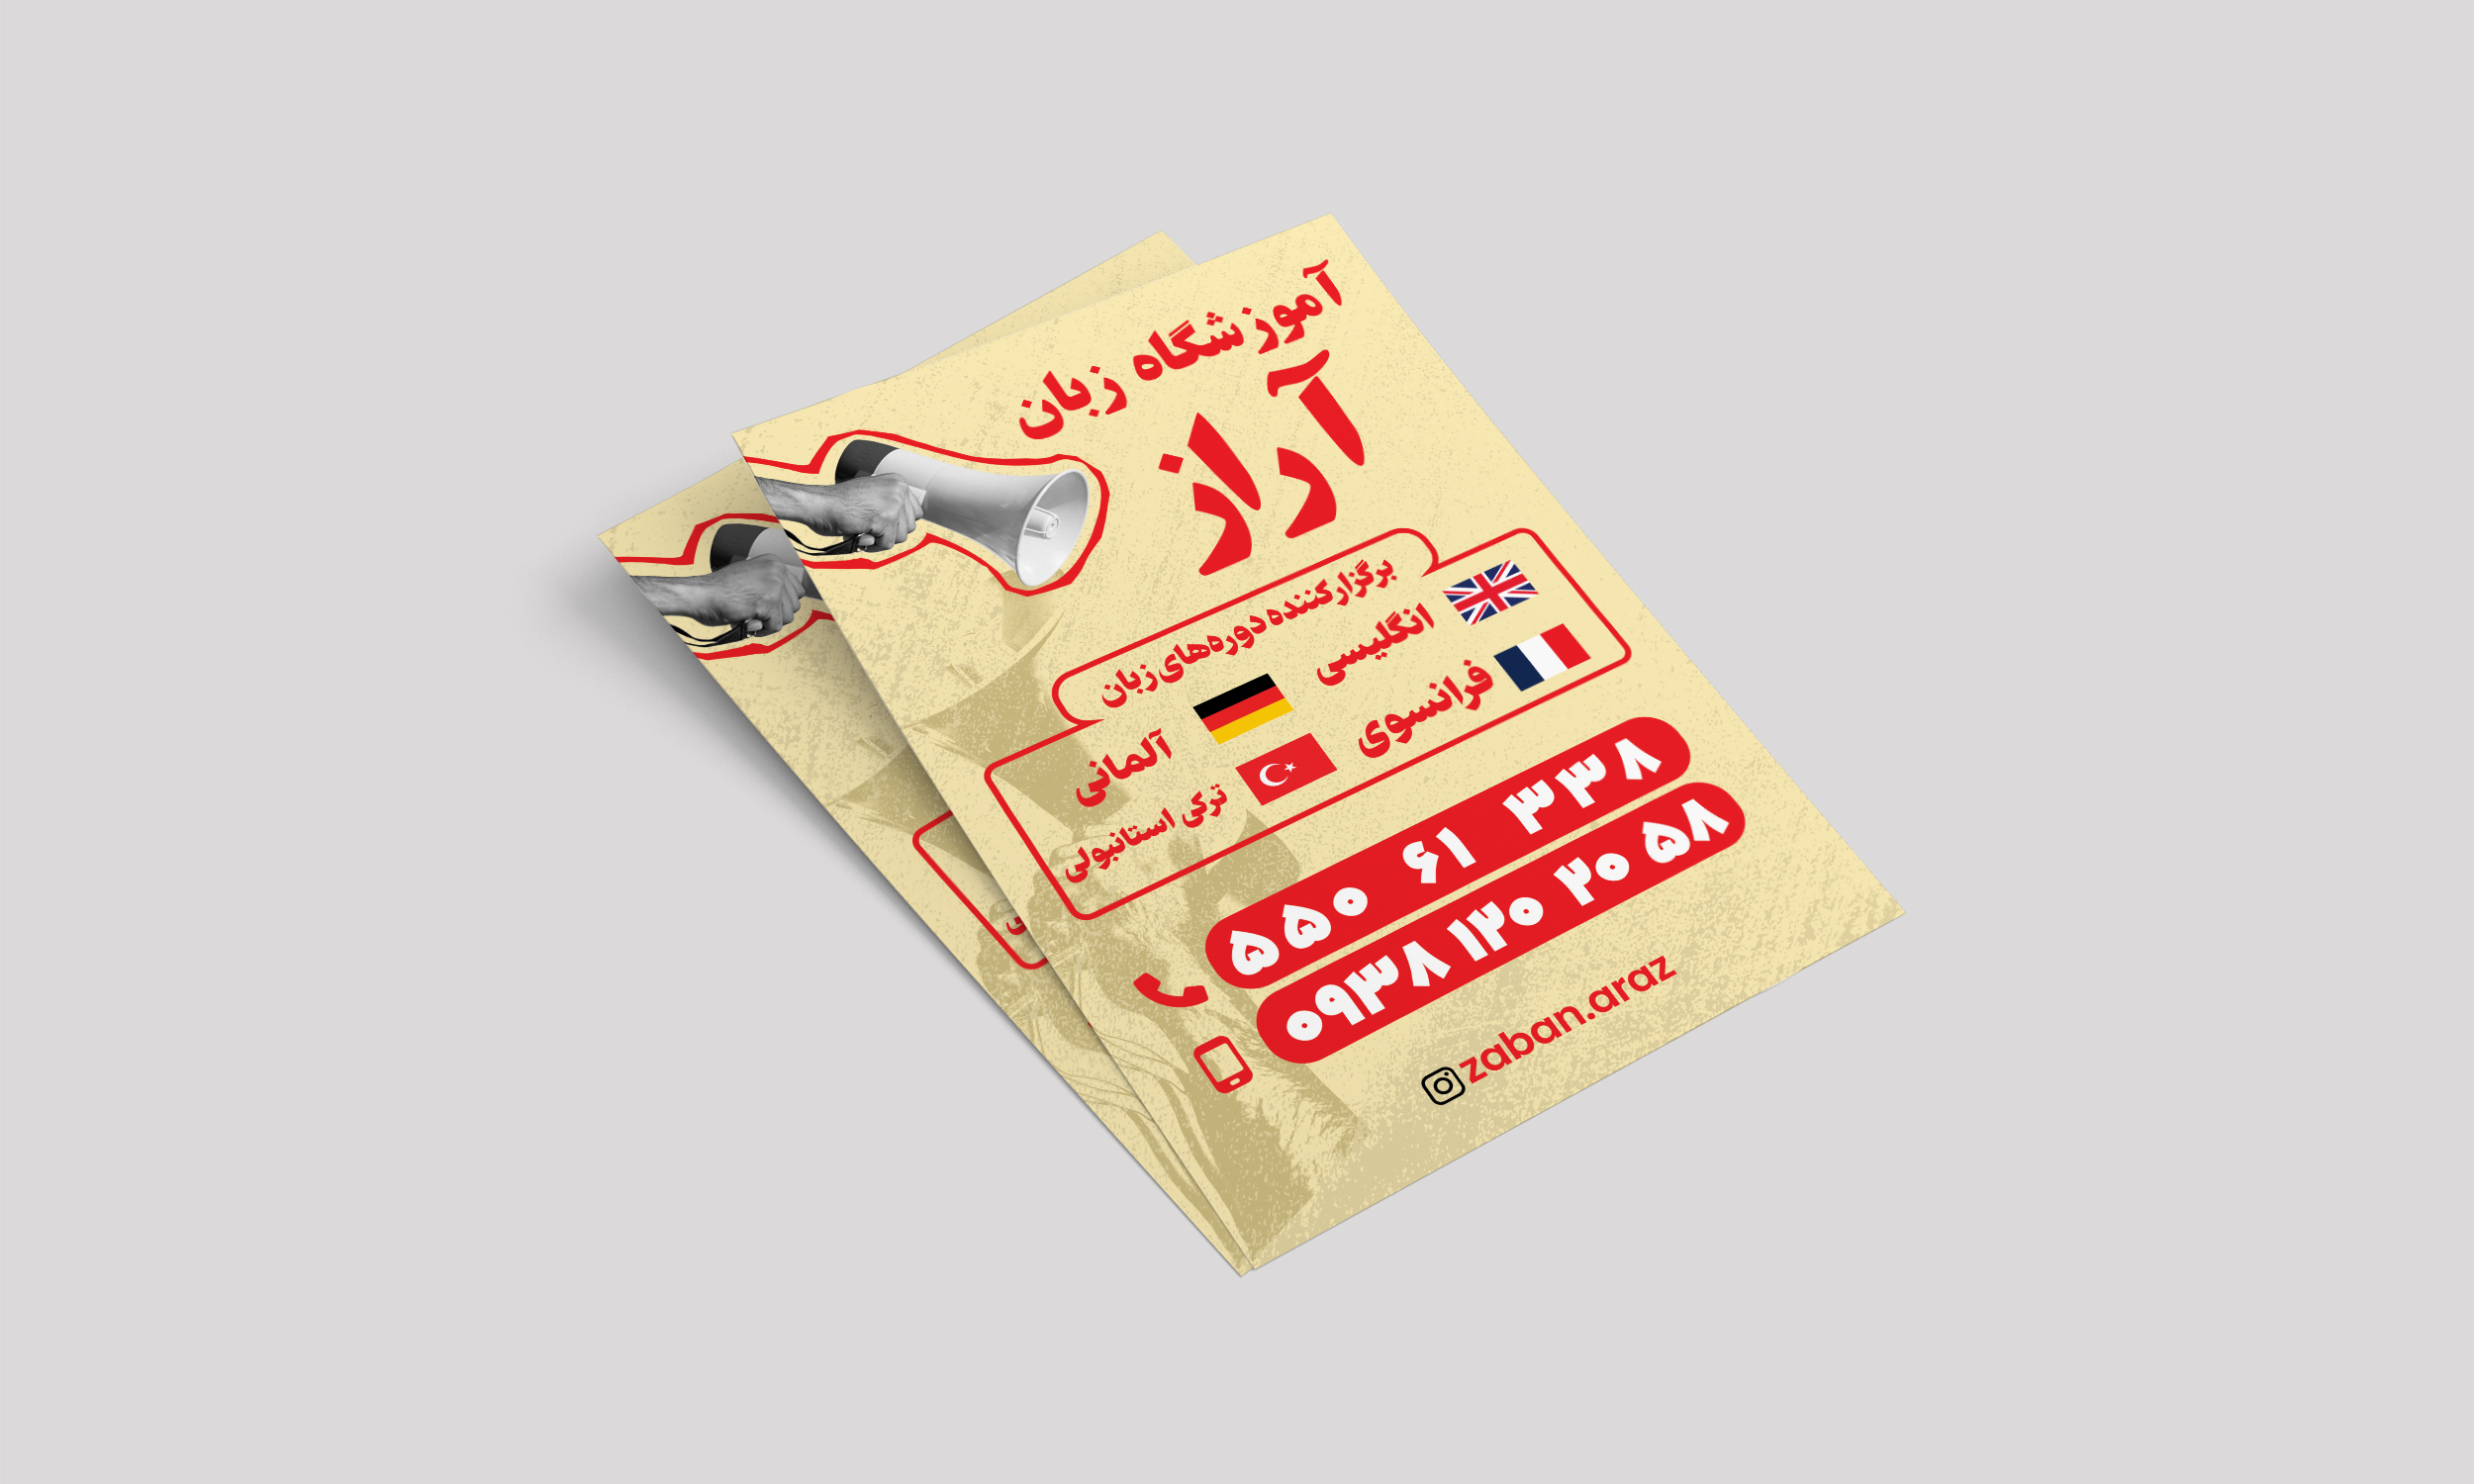 آموزشگاه زبان
آراز
برگزارکننده دوره‌های زبان
انگلیسی
آلمانی
فرانسوی
ترکی استانبولی
۵۵۰ ۶۱ ۳۳۸
۰۹۳۸ ۱۲۰ ۲۰ ۵۸
zaban.araz